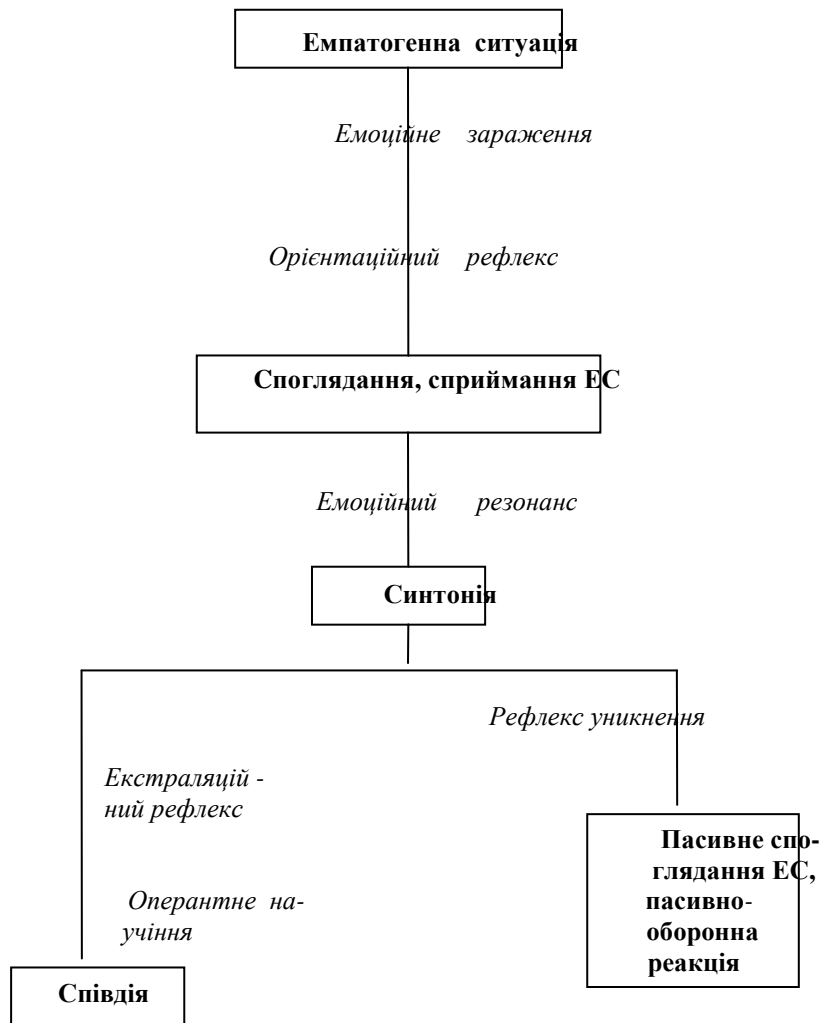 Емпатогенна ситуація
Емоційне зараження
Орієнтаційний рефлекс
Споглядання, сприймання ЕС
Емоційний резонанс
Синтонія
Рефлекс уникнення
Екстраляцій -
ний рефлекс
Пасивне спо-
глядання ЕС,
пасивно-
оборонна
реакція
Оперантне на-
учіння
Співдія